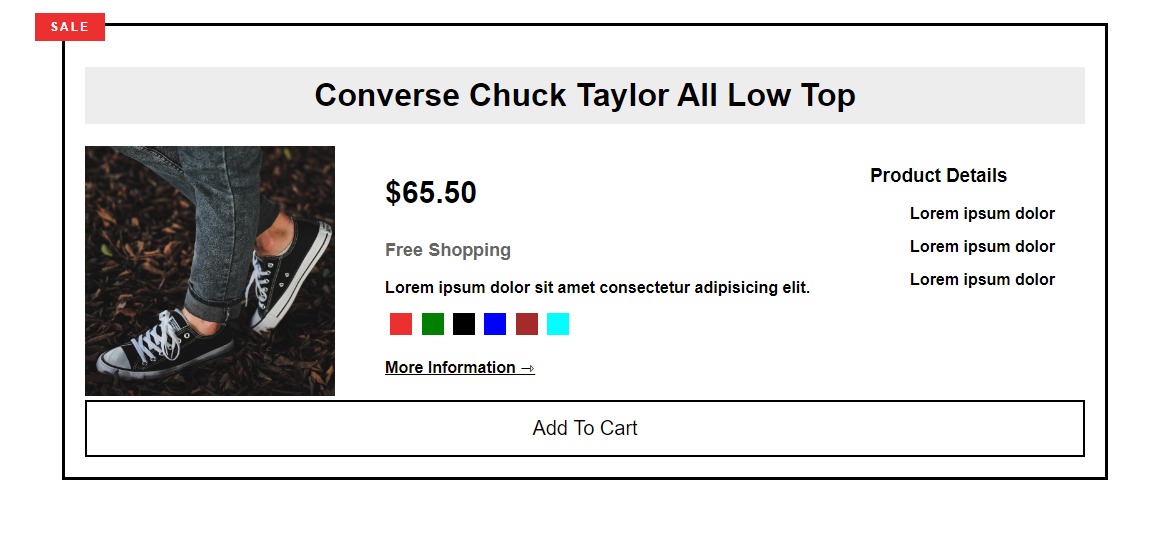 SALE
Converse Chuck Taylor All Low Top
$65.50
Free Shopping
Lorem ipsum dolor sit amet consectetur adipisicing elit.
More Information ⇾
Product Details
Lorem ipsum dolor
Lorem ipsum dolor
Lorem ipsum dolor
Add To Cart